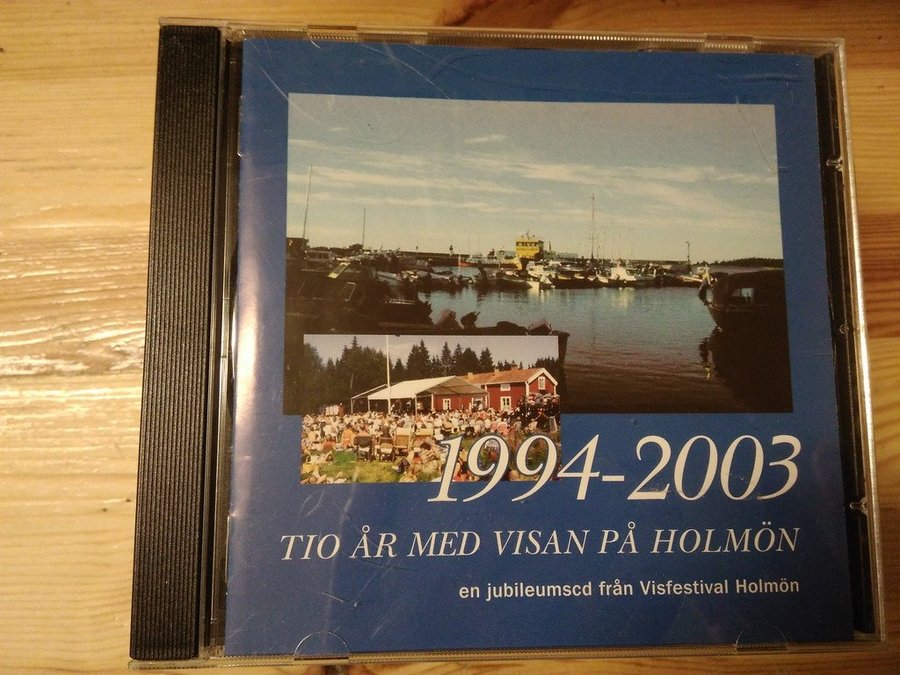 1994-2003
TIO ÅR MED VISAN PÅ HOLMÖN
en jubileumscd från Visfestival Holmön